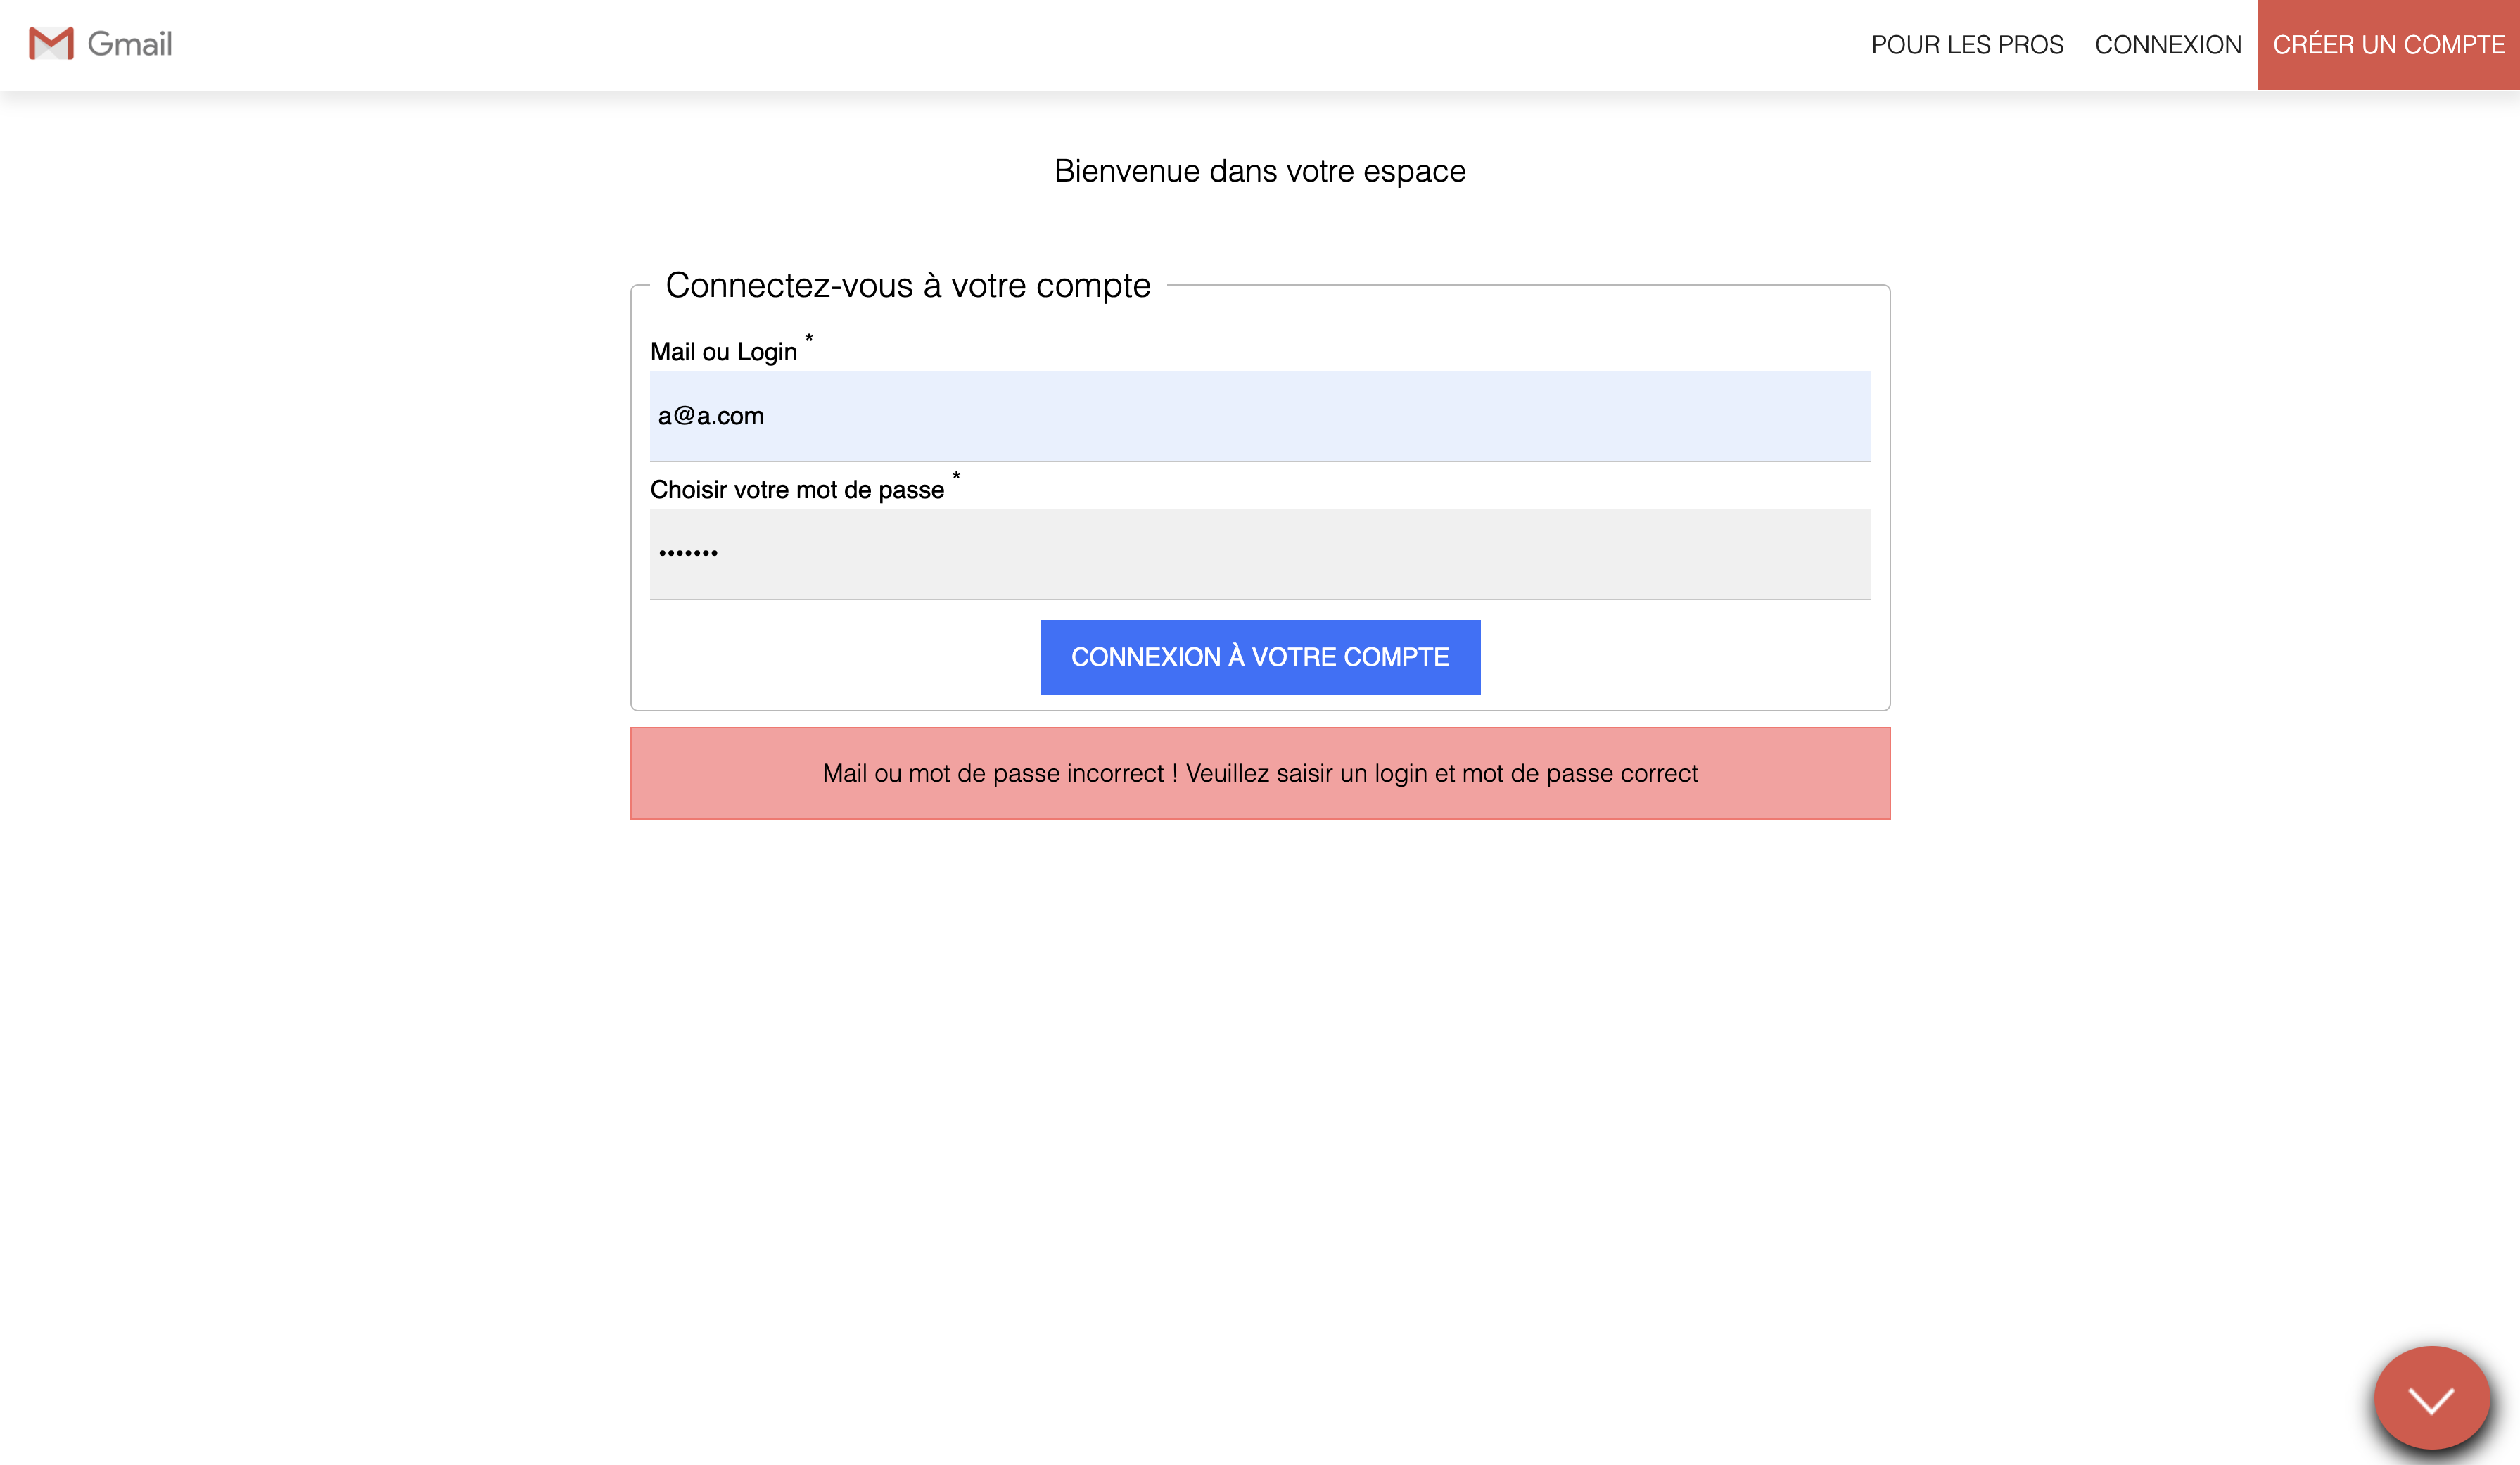 Gmail
POUR LES PROS
CONNEXION
CRÉER UN COMPTE
Bienvenue dans votre espace
Connectez-vous à votre compte
Mail ou Login *
a@a.com
Choisir votre mot de passe *
•••••••
CONNEXION À VOTRE COMPTE
Mail ou mot de passe incorrect ! Veuillez saisir un login et mot de passe correct